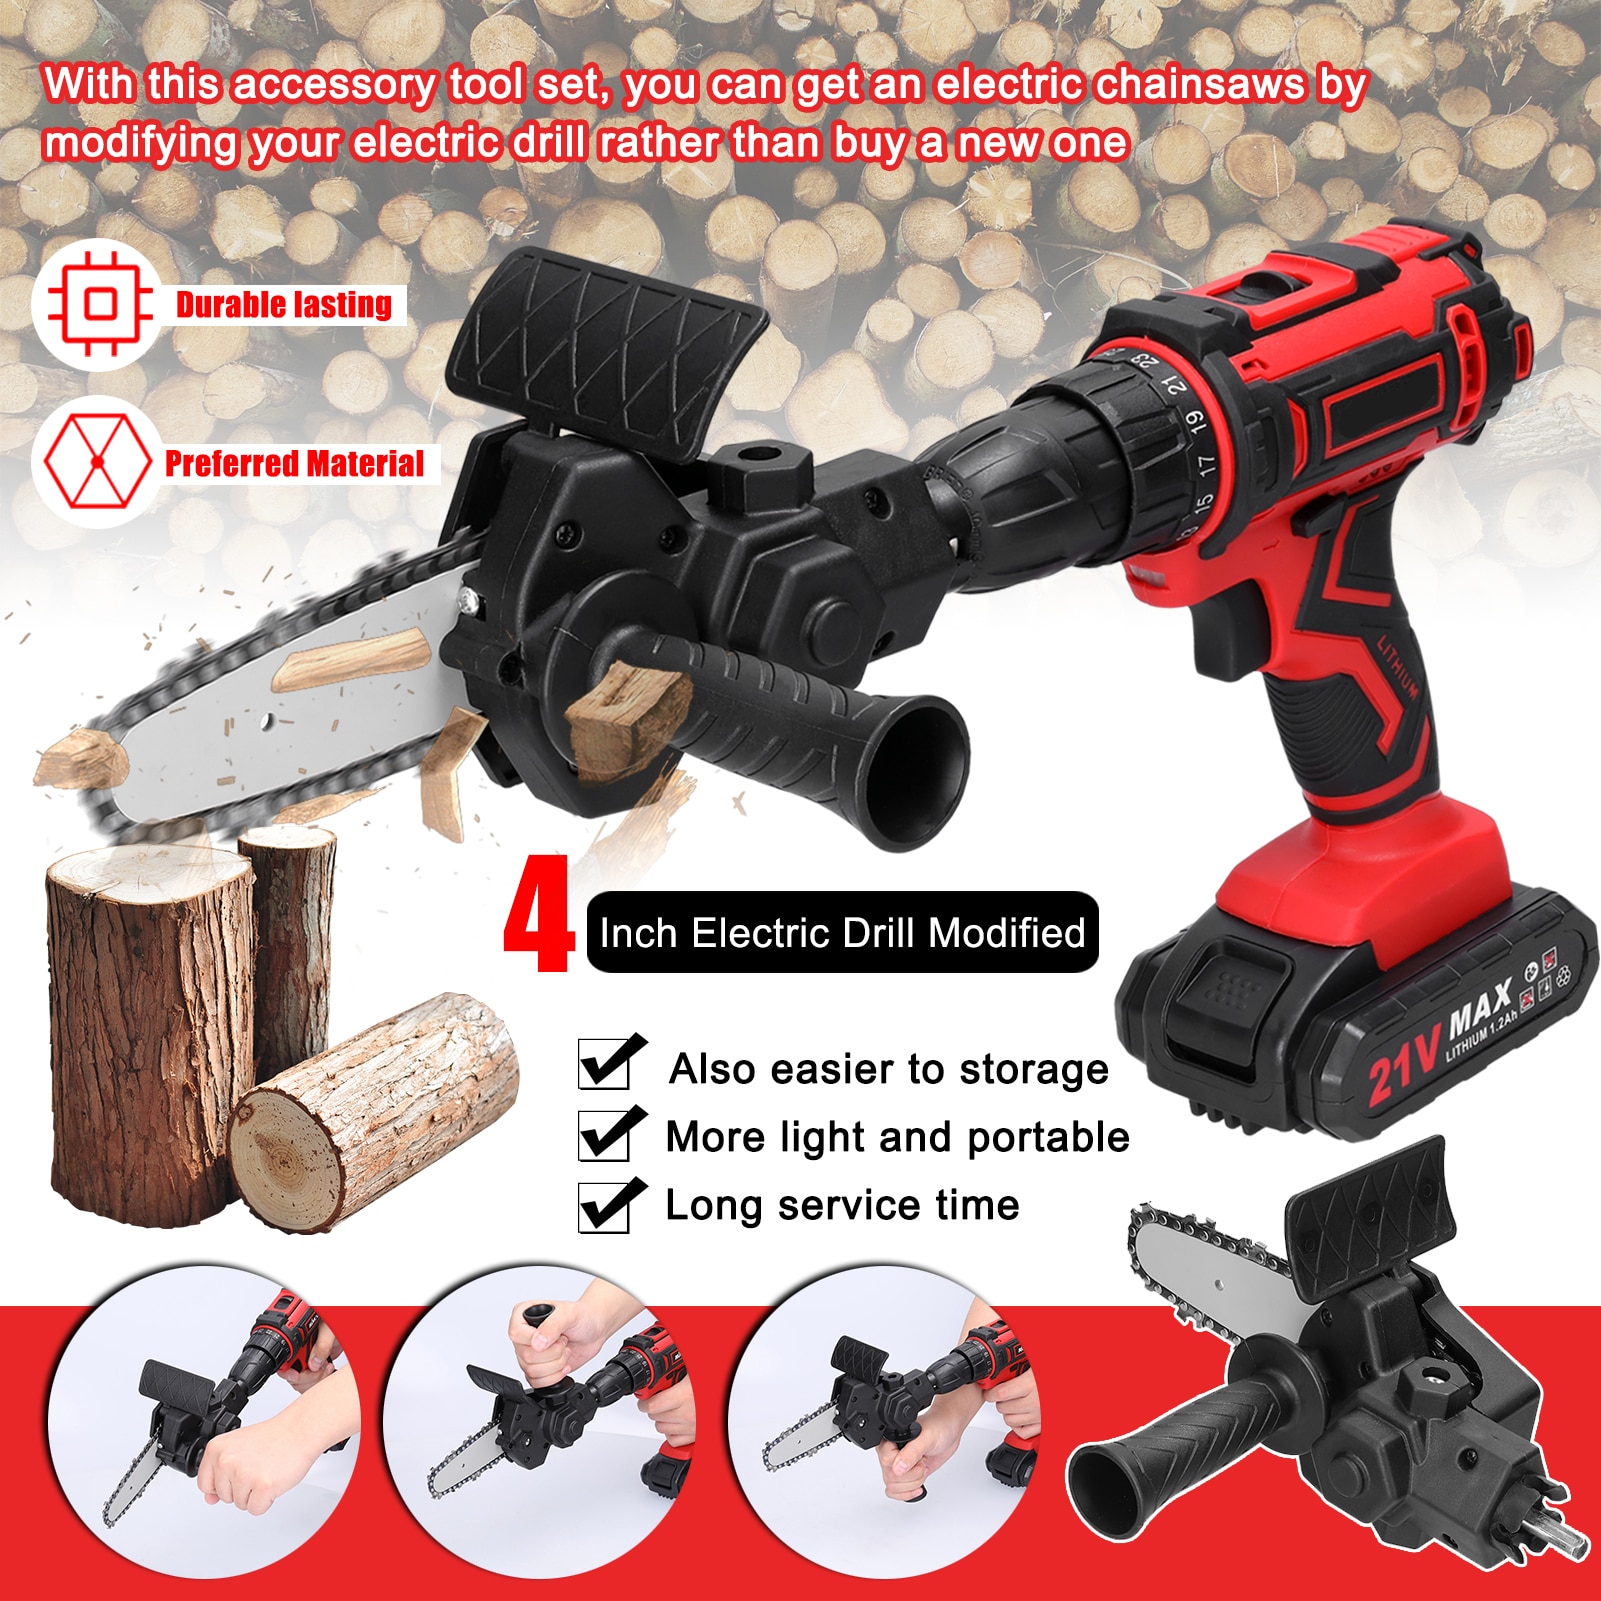 With this accessory tool set, you can get an electric chainsaws by
modifying your electric drill rather than buy a new one
Durable lasting
Preferred Material
23
21
19
17
15
LITHIUM
4
Inch Electric Drill Modified
21V MAX
LITHIUM 1.2Ah
Also easier to storage
More light and portable
Long service time